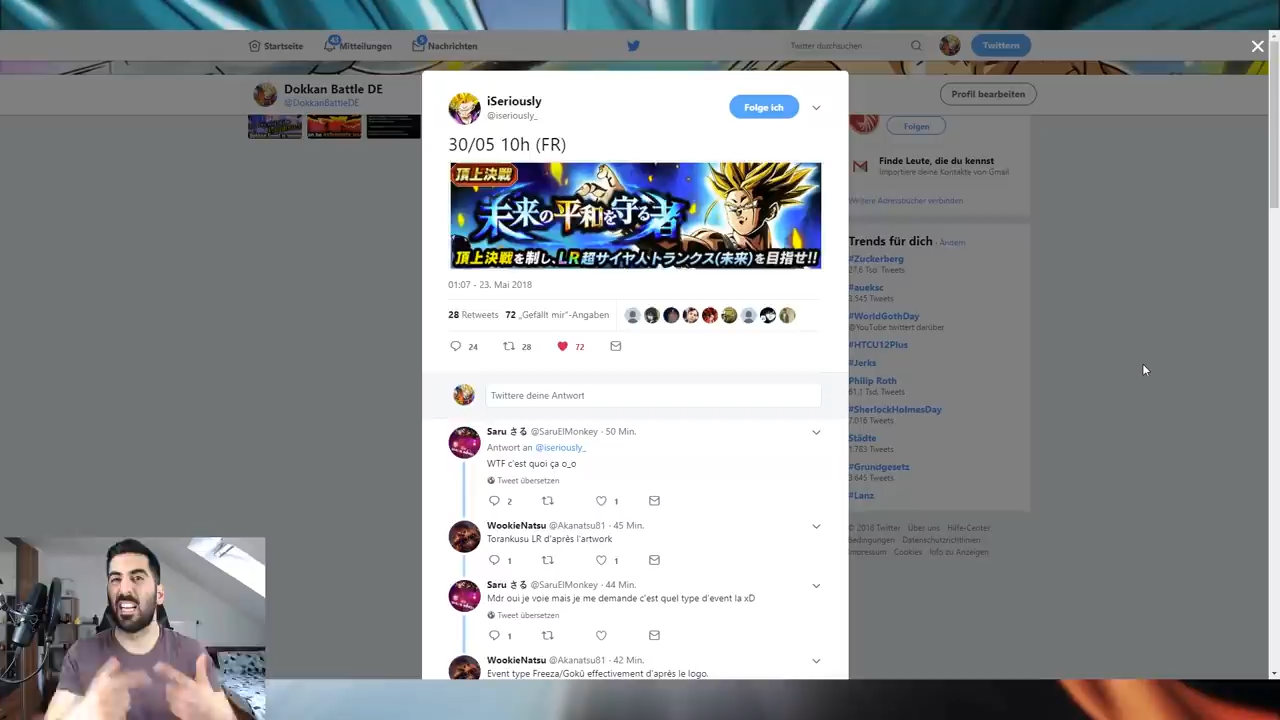 Startseite
43
Mitteilungen
5
Nachrichten
Twitter durchsuchen
Twittern
Dokkan Battle DE
@DokkanBattleDE
Profil bearbeiten
Folgen
Finde Leute, die du kennst
Importiere deine Kontakte von Gmail
Weitere Adressbücher verbinden
Trends für dich · Ändern
#Zuckerberg
27,6 Tsd. Tweets
#aueksc
3.545 Tweets
#WorldGothDay
@YouTube twittert darüber
#HTCU12Plus
#Jerks
Philip Roth
61,1 Tsd. Tweets
#SherlockHolmesDay
7.016 Tweets
Städte
1.783 Tweets
#Grundgesetz
3.645 Tweets
#Lanz
© 2018 Twitter Über uns Hilfe-Center
Bedingungen Datenschutzrichtlinien
Impressum Cookies Info zu Anzeigen
iSeriously
@iseriously_
Folge ich
30/05 10h (FR)
頂上決戦
未来の平和を守る者
頂上決戦を制し、LR超サイヤ人トランクス(未来)を目指せ!!
01:07 - 23. Mai 2018
28 Retweets 72 „Gefällt mir“-Angaben
24 28 72
Twittere deine Antwort
Saru さる @SaruElMonkey · 50 Min.
Antwort an @iseriously_
WTF c'est quoi ça o_o
Tweet übersetzen
2 1
WookieNatsu @Akanatsu81 · 45 Min.
Torankusu LR d'après l'artwork
1 1
Saru さる @SaruElMonkey · 44 Min.
Mdr oui je voie mais je me demande c'est quel type d'event la xD
Tweet übersetzen
1
WookieNatsu @Akanatsu81 · 42 Min.
Event type Freeza/Gokû effectivement d'après le logo.